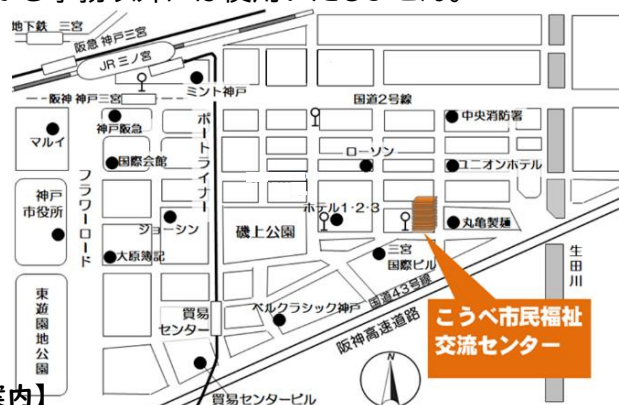 事務以外には使用いたしません。
地下鉄 三宮
阪急 神戸三宮
JR 三ノ宮
ミント神戸
阪神 神戸三宮
国道2号線
マルイ
神戸阪急
中央消防署
ポートライナー
ローソン
国際会館
ユニオンホテル
フラワーロード
神戸
市役所
ホテル1・2・3
ジョーシン
磯上公園
丸亀製麺
大原簿記
三宮
国際ビル
生田川
国道43号線
東遊園地公園
貿易
センター
ベルクラシック神戸
阪神高速道路
こうべ市民福祉
交流センター
N
案内】
貿易センタービル